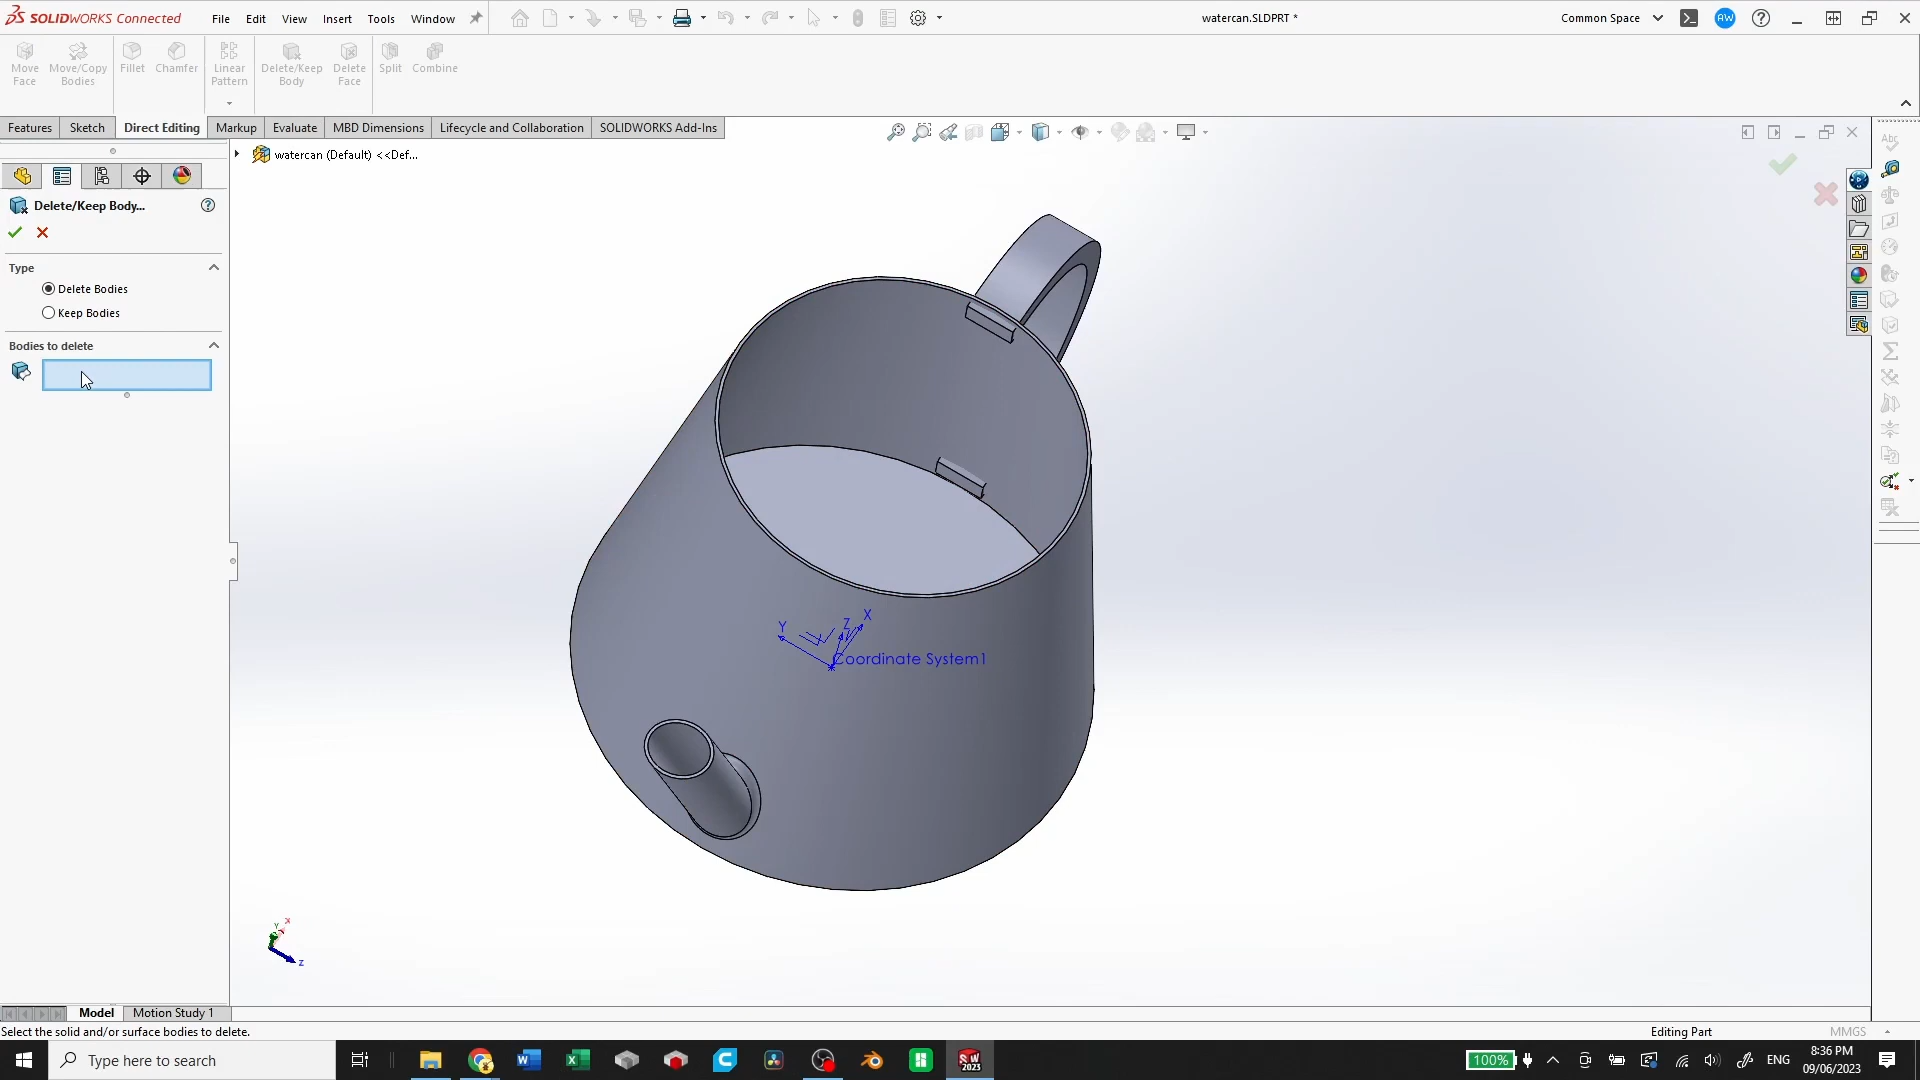 SOLIDWORKS Connected
File Edit View Insert Tools Window
watercan.SLDPRT *
Common Space
AW
Move Face
Move/Copy Bodies
Fillet
Chamfer
Linear Pattern
Delete/Keep Body
Delete Face
Split
Combine
Features
Sketch
Direct Editing
Markup
Evaluate
MBD Dimensions
Lifecycle and Collaboration
SOLIDWORKS Add-Ins
watercan (Default) <<Def...
Delete/Keep Body...
Type
Delete Bodies
Keep Bodies
Bodies to delete
Abc
Y
Z
X
Coordinate System1
Y
X
Z
Model
Motion Study 1
Select the solid and/or surface bodies to delete.
Editing Part
MMGS
Type here to search
SW 2023
100%
ENG
8:36 PM
09/06/2023